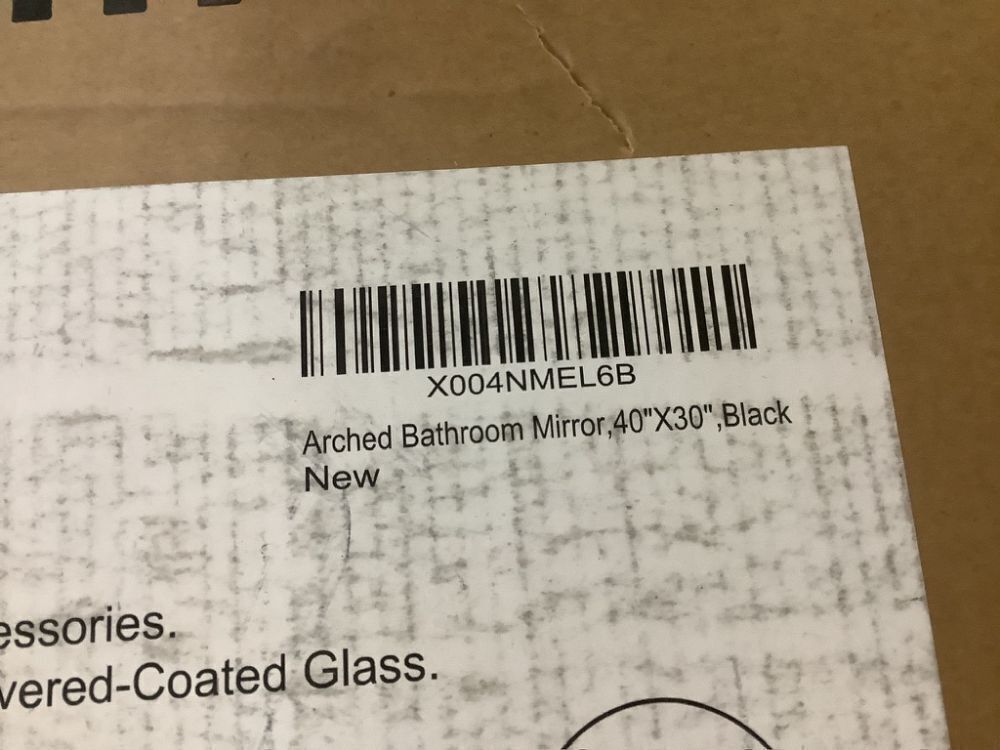 X004NMEL6B
Arched Bathroom Mirror,40"X30",Black
New
essories.
vered-Coated Glass.